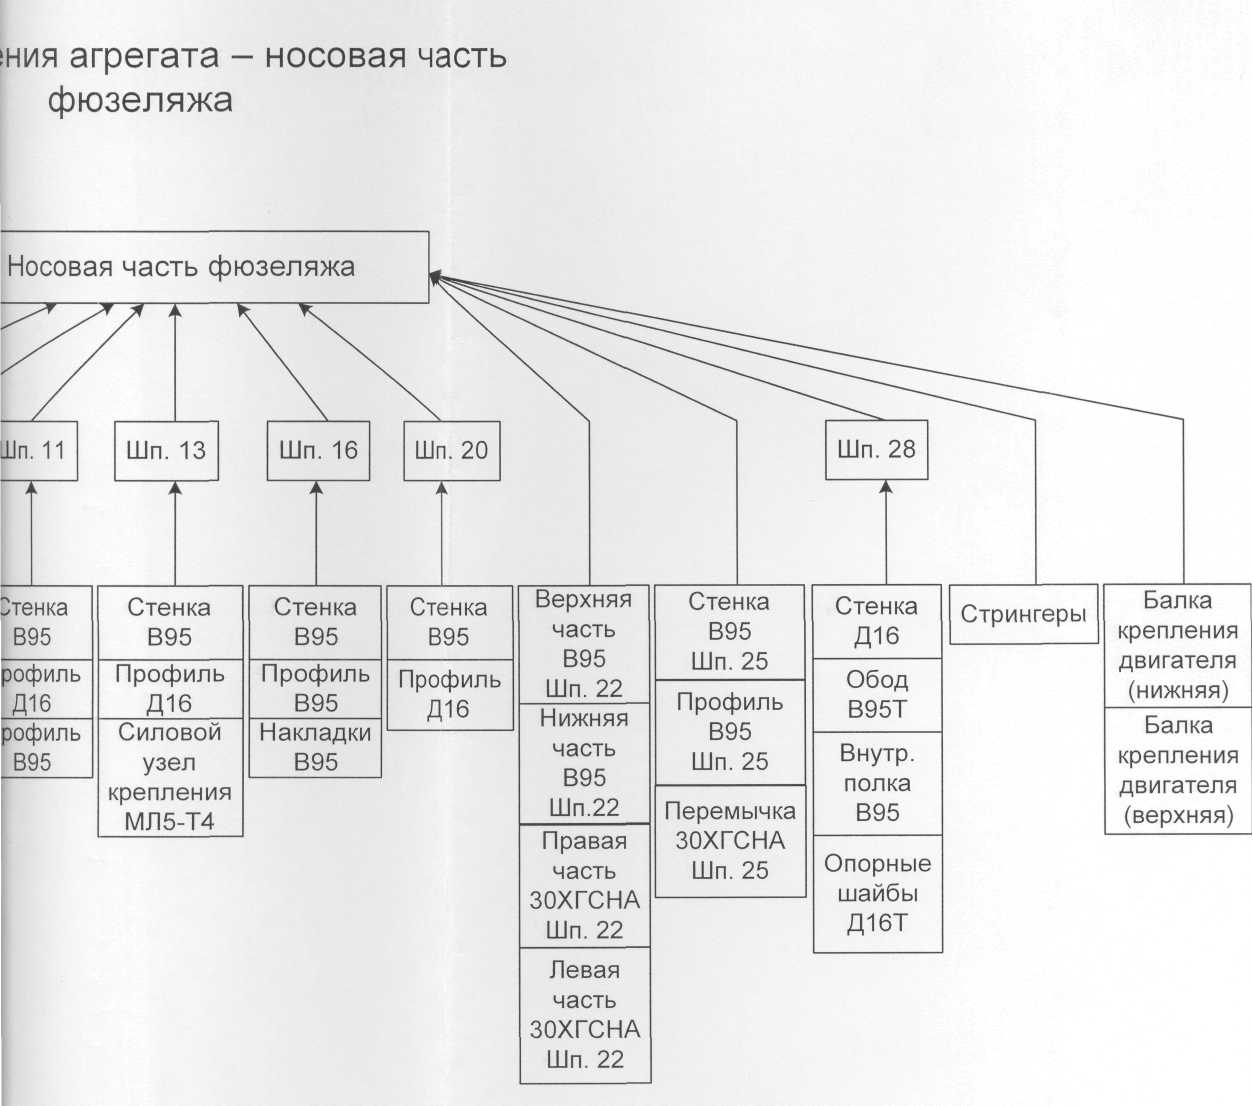 ения агрегата – носовая часть
фюзеляжа
Носовая часть фюзеляжа
Шп. 11
Шп. 13
Шп. 16
Шп. 20
Шп. 28
Стенка
В95
рофиль
Д16
рофиль
В95
Стенка
В95
Профиль
Д16
Силовой
узел
крепления
МЛ5-Т4
Стенка
В95
Профиль
В95
Накладки
В95
Стенка
В95
Профиль
Д16
Верхняя
часть
В95
Шп. 22
Нижняя
часть
В95
Шп.22
Правая
часть
30ХГСНА
Шп. 22
Левая
часть
30ХГСНА
Шп. 22
Стенка
В95
Шп. 25
Профиль
В95
Шп. 25
Перемычка
30ХГСНА
Шп. 25
Стенка
Д16
Обод
В95Т
Внутр.
полка
В95
Опорные
шайбы
Д16Т
Стрингеры
Балка
крепления
двигателя
(нижняя)
Балка
крепления
двигателя
(верхняя)